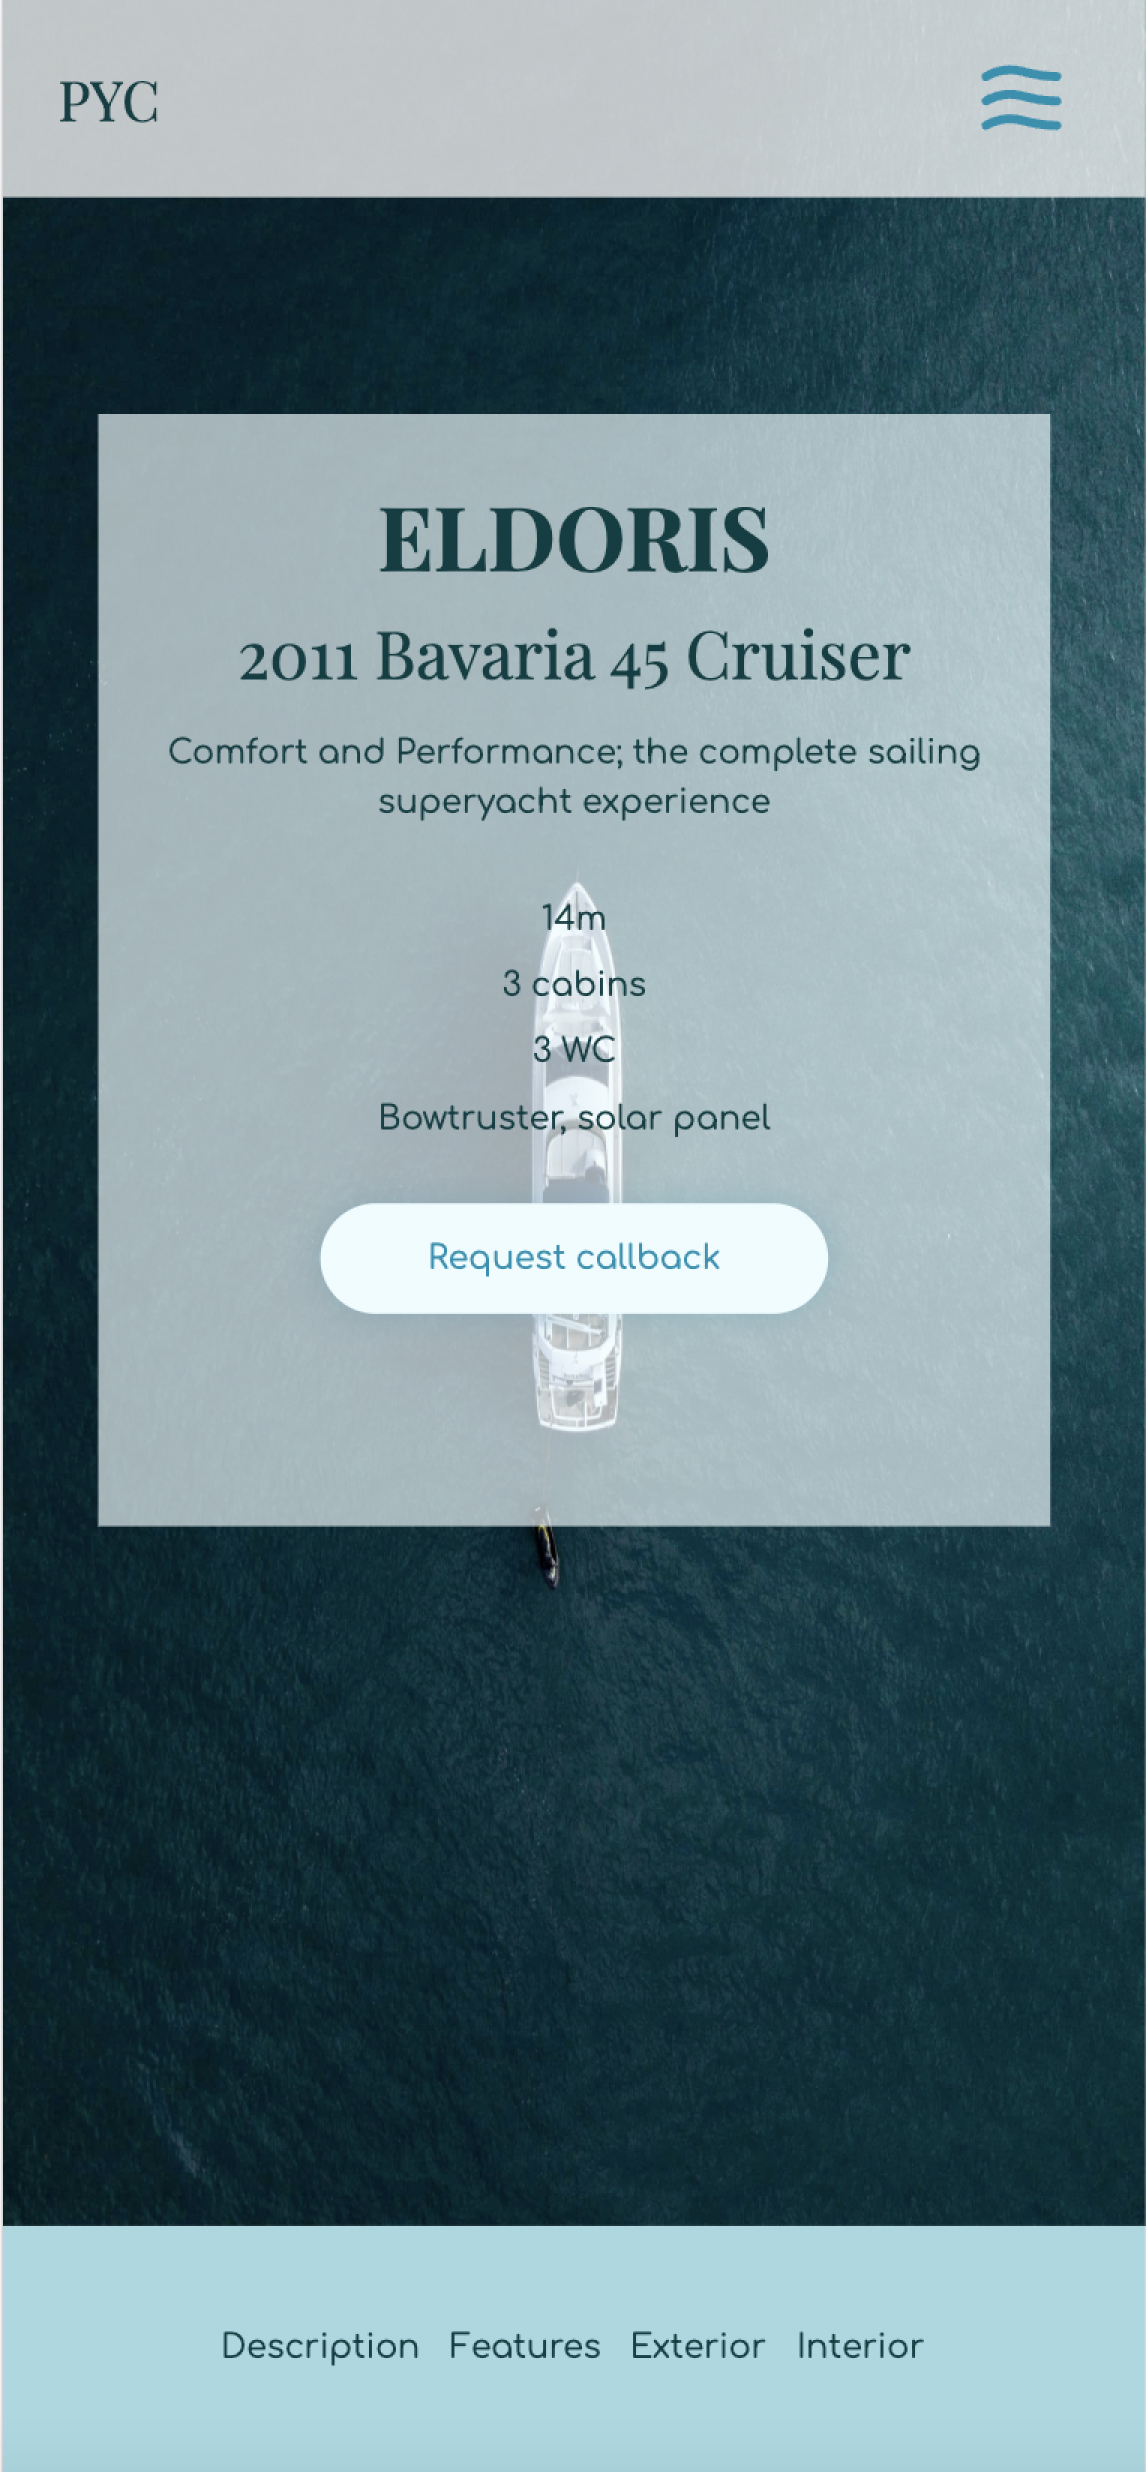 PYC
ELDORIS
2011 Bavaria 45 Cruiser
Comfort and Performance; the complete sailing
superyacht experience
14m
3 cabins
3 WC
Bowtruster, solar panel
Request callback
Description Features Exterior Interior